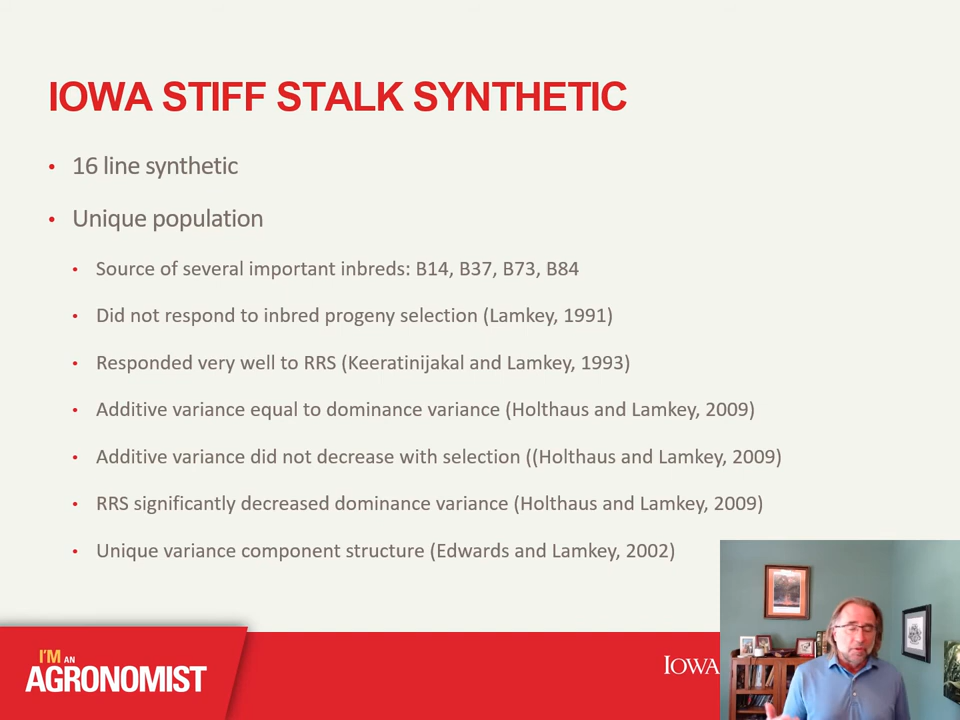 IOWA STIFF STALK SYNTHETIC
• 16 line synthetic
• Unique population
• Source of several important inbreds: B14, B37, B73, B84
• Did not respond to inbred progeny selection (Lamkey, 1991)
• Responded very well to RRS (Keeratinijakal and Lamkey, 1993)
• Additive variance equal to dominance variance (Holthaus and Lamkey, 2009)
• Additive variance did not decrease with selection ((Holthaus and Lamkey, 2009)
• RRS significantly decreased dominance variance (Holthaus and Lamkey, 2009)
• Unique variance component structure (Edwards and Lamkey, 2002)
I'M AN
AGRONOMIST
IOWA